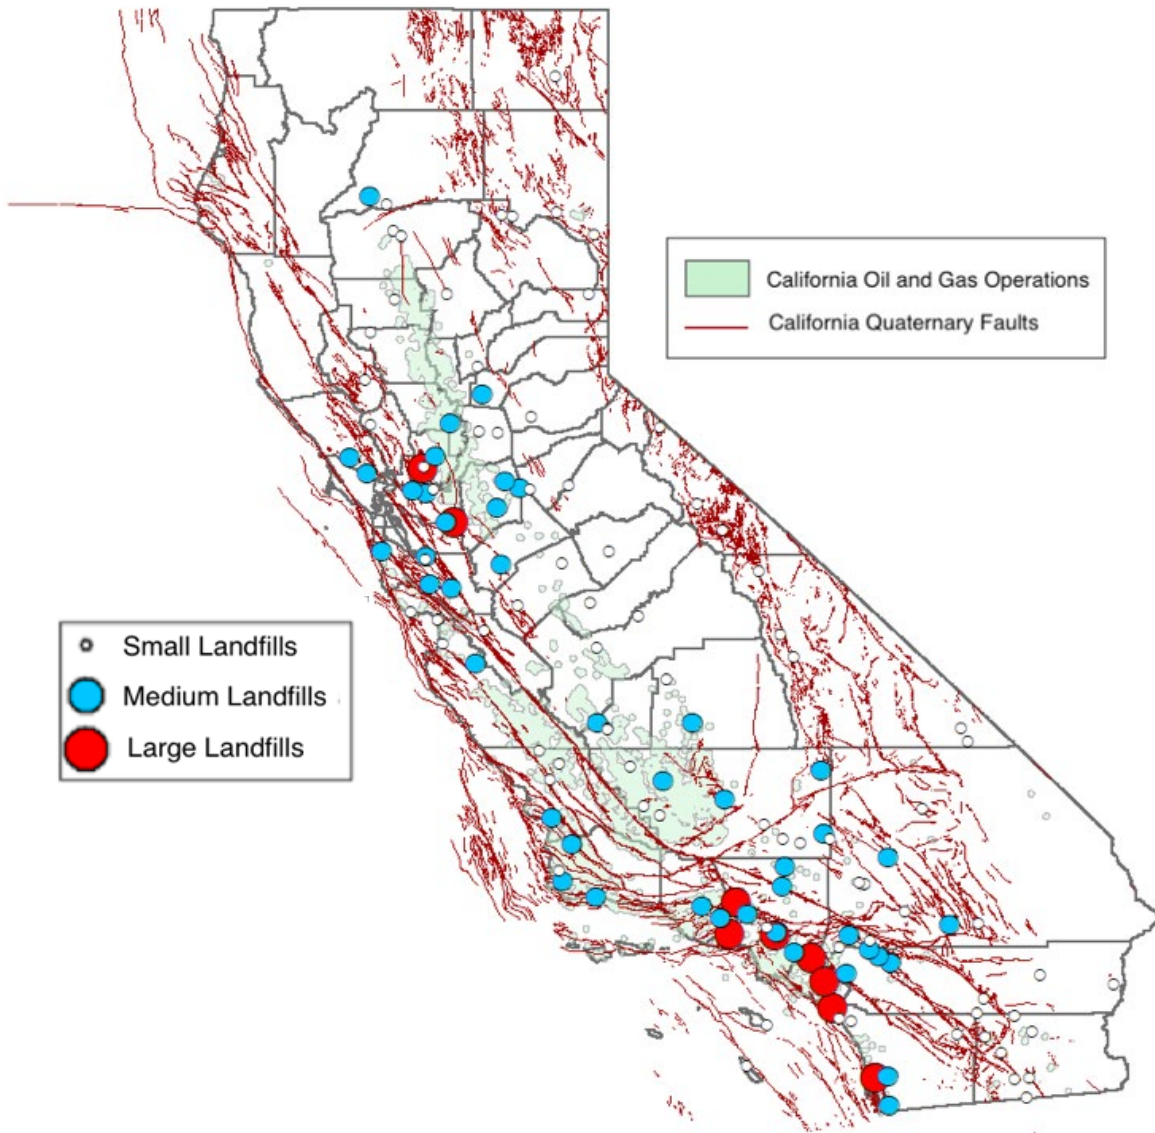 California Oil and Gas Operations
California Quaternary Faults
Small Landfills
Medium Landfills
Large Landfills